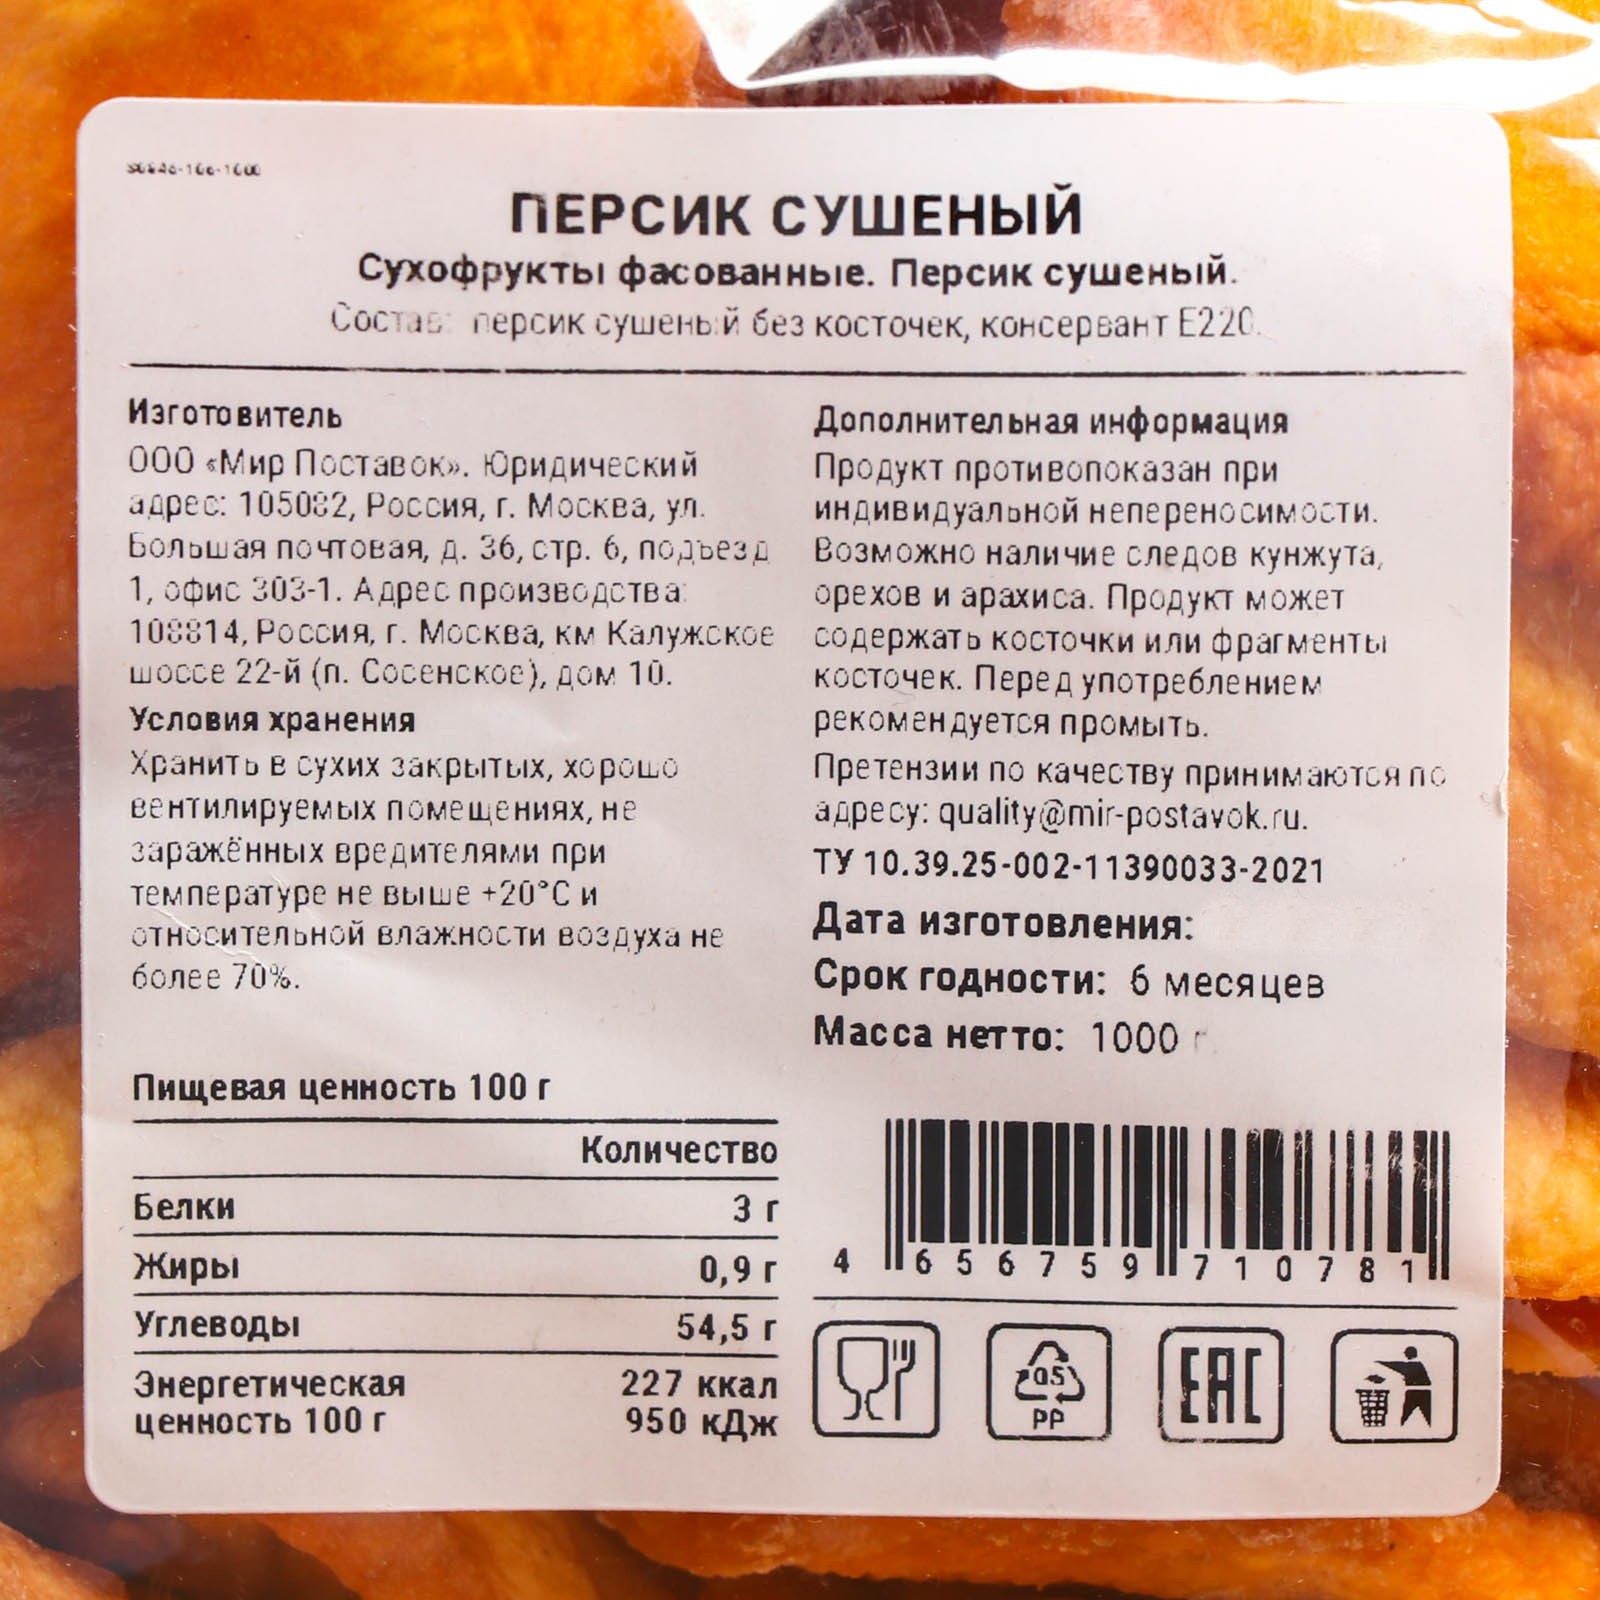 ПЕРСИК СУШЕНЫЙ
Сухофрукты фасованные. Персик сушеный.
Состав: персик сушеный без косточек, консервант Е220.
Изготовитель
ООО «Мир Поставок». Юридический
адрес: 105082, Россия, г. Москва, ул.
Большая почтовая, д. 36, стр. 6, подъезд
1, офис 303-1. Адрес производства:
108814, Россия, г. Москва, км Калужское
шоссе 22-й (п. Сосенское), дом 10.
Условия хранения
Хранить в сухих закрытых, хорошо
вентилируемых помещениях, не
заражённых вредителями при
температуре не выше +20°C и
относительной влажности воздуха не
более 70%.
Пищевая ценность 100 г
Количество
Белки 3 г
Жиры 0,9 г
Углеводы 54,5 г
Энергетическая 227 ккал
ценность 100 г 950 кДж
Дополнительная информация
Продукт противопоказан при
индивидуальной непереносимости.
Возможно наличие следов кунжута,
орехов и арахиса. Продукт может
содержать косточки или фрагменты
косточек. Перед употреблением
рекомендуется промыть.
Претензии по качеству принимаются по
адресу: quality@mir-postavok.ru.
ТУ 10.39.25-002-11390033-2021
Дата изготовления:
Срок годности: 6 месяцев
Масса нетто: 1000 г.
4 656759 710781
05
PP
EAC